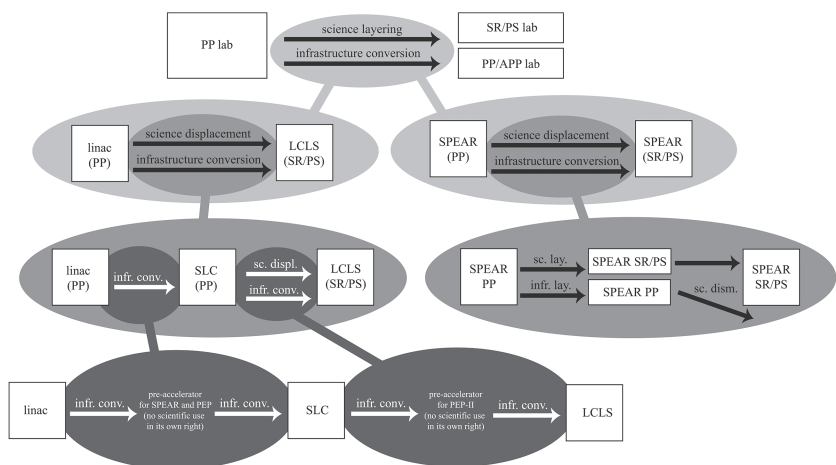 PP lab
science layering
infrastructure conversion
SR/PS lab
PP/APP lab
linac
(PP)
science displacement
infrastructure conversion
LCLS
(SR/PS)
SPEAR
(PP)
science displacement
infrastructure conversion
SPEAR
(SR/PS)
linac
(PP)
infr. conv.
SLC
(PP)
sc. displ.
infr. conv.
LCLS
(SR/PS)
SPEAR
PP
sc. lay.
infr. lay.
SPEAR SR/PS
SPEAR PP
sc. dism.
SPEAR
SR/PS
linac
infr. conv.
pre-accelerator
for SPEAR and PEP
(no scientific use
in its own right)
infr. conv.
SLC
infr. conv.
pre-accelerator
for PEP-II
(no scientific use
in its own right)
infr. conv.
LCLS